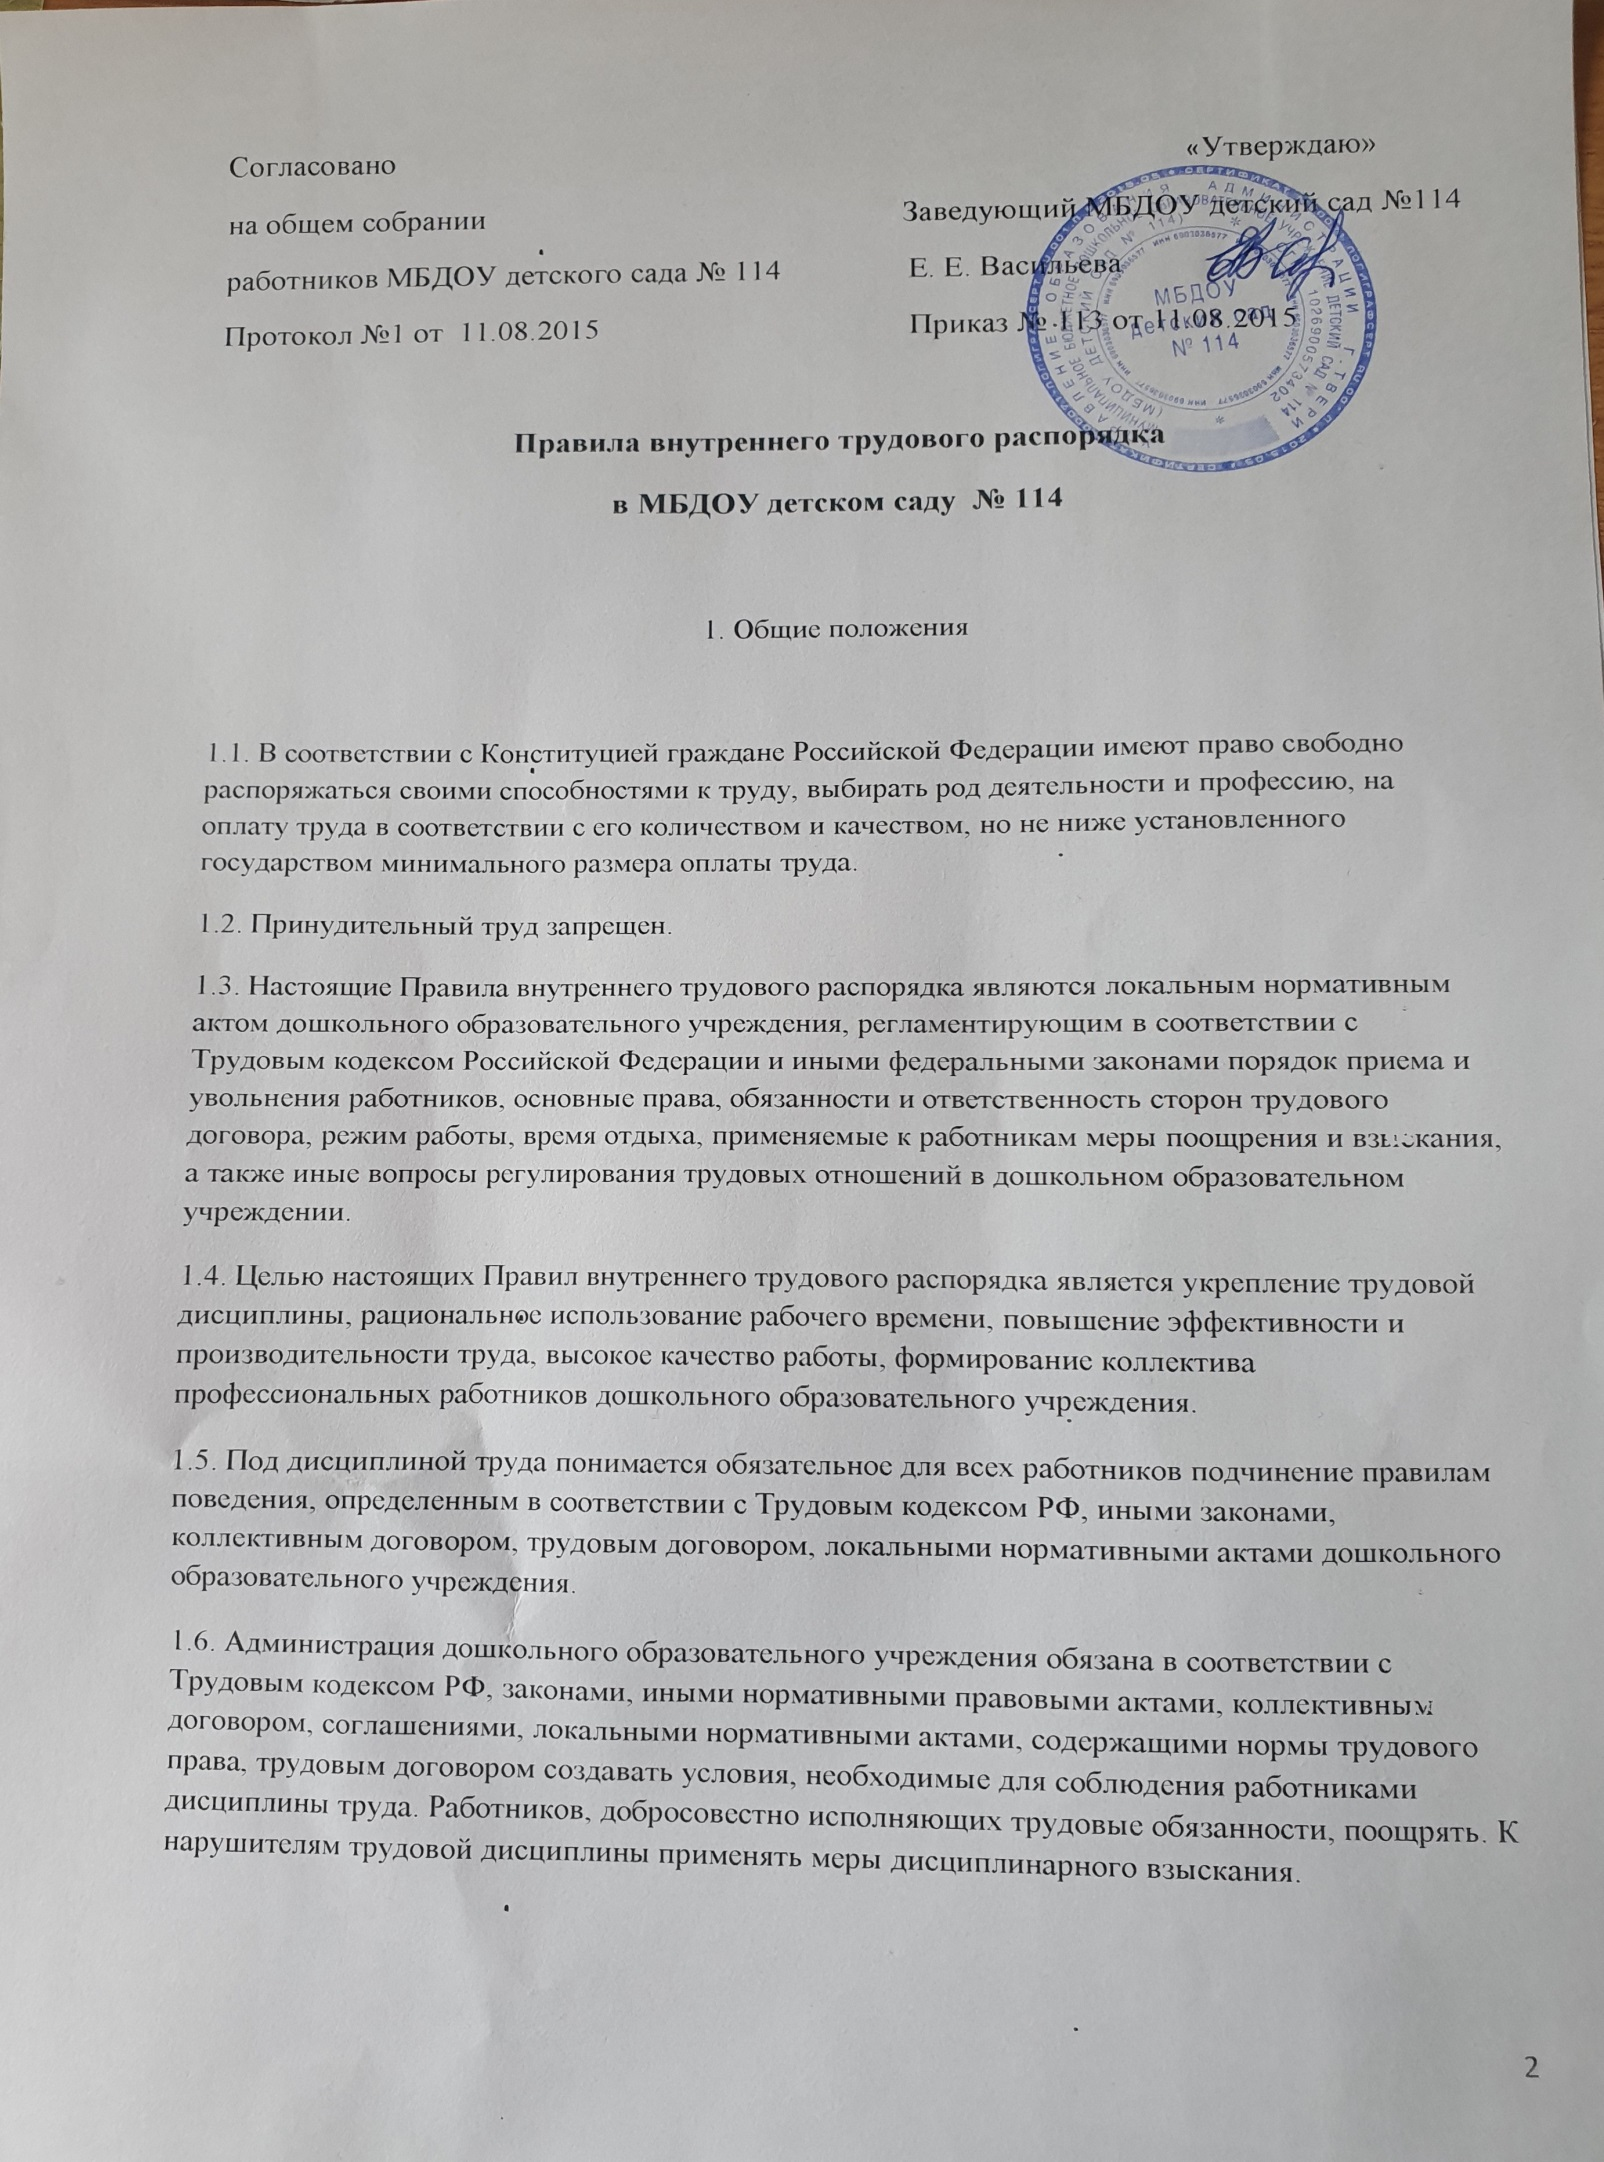 Согласовано
«Утверждаю»
на общем собрании
Заведующий МБДОУ детский сад №114
работников МБДОУ детского сада № 114
Е. Е. Васильева
Протокол №1 от 11.08.2015
Приказ № 113 от 11.08.2015
МБДОУ
детский сад
№ 114
Правила внутреннего трудового распорядка
в МБДОУ детском саду № 114
1. Общие положения
1.1. В соответствии с Конституцией граждане Российской Федерации имеют право свободно
распоряжаться своими способностями к труду, выбирать род деятельности и профессию, на
оплату труда в соответствии с его количеством и качеством, но не ниже установленного
государством минимального размера оплаты труда.
1.2. Принудительный труд запрещен.
1.3. Настоящие Правила внутреннего трудового распорядка являются локальным нормативным
актом дошкольного образовательного учреждения, регламентирующим в соответствии с
Трудовым кодексом Российской Федерации и иными федеральными законами порядок приема и
увольнения работников, основные права, обязанности и ответственность сторон трудового
договора, режим работы, время отдыха, применяемые к работникам меры поощрения и взыскания,
а также иные вопросы регулирования трудовых отношений в дошкольном образовательном
учреждении.
1.4. Целью настоящих Правил внутреннего трудового распорядка является укрепление трудовой
дисциплины, рациональное использование рабочего времени, повышение эффективности и
производительности труда, высокое качество работы, формирование коллектива
профессиональных работников дошкольного образовательного учреждения.
1.5. Под дисциплиной труда понимается обязательное для всех работников подчинение правилам
поведения, определенным в соответствии с Трудовым кодексом РФ, иными законами,
коллективным договором, трудовым договором, локальными нормативными актами дошкольного
образовательного учреждения.
1.6. Администрация дошкольного образовательного учреждения обязана в соответствии с
Трудовым кодексом РФ, законами, иными нормативными правовыми актами, коллективным
договором, соглашениями, локальными нормативными актами, содержащими нормы трудового
права, трудовым договором создавать условия, необходимые для соблюдения работниками
дисциплины труда. Работников, добросовестно исполняющих трудовые обязанности, поощрять. К
нарушителям трудовой дисциплины применять меры дисциплинарного взыскания.
2